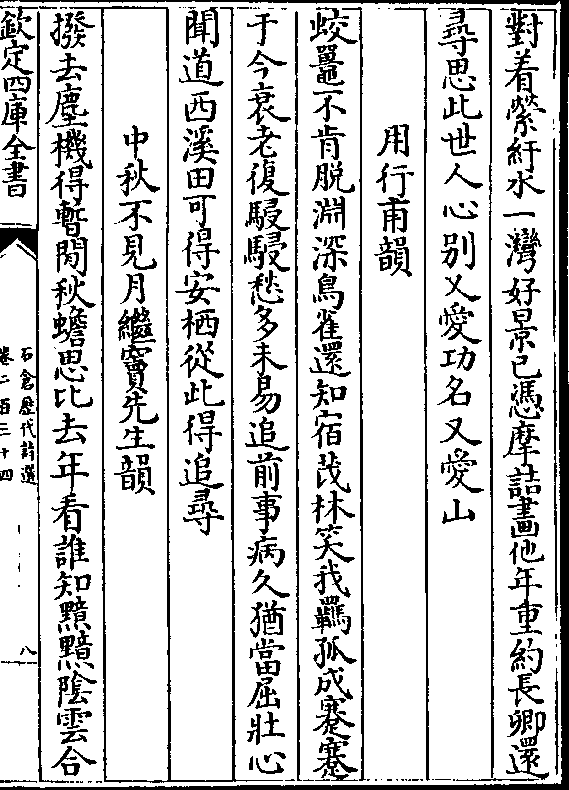 對着縈紆水一灣好景已憑摩詰畫他年重約長卿還
尋思此世人心别又愛功名又愛山
用行甫韻
蛟鼉不肯脱淵深鳥雀還知宿茂林笑我羈孤成蹇蹇
于今衰老復駸駸愁多未易追前事病久猶當屈壯心
聞道西溪田可得安栖從此得追尋
中秋不見月繼竇先生韻
撥去塵機得暫閑秋蟾思比去年看誰知黯黯陰雲合
欽定四庫全書
石倉歷代詩選
卷二百三十四
八